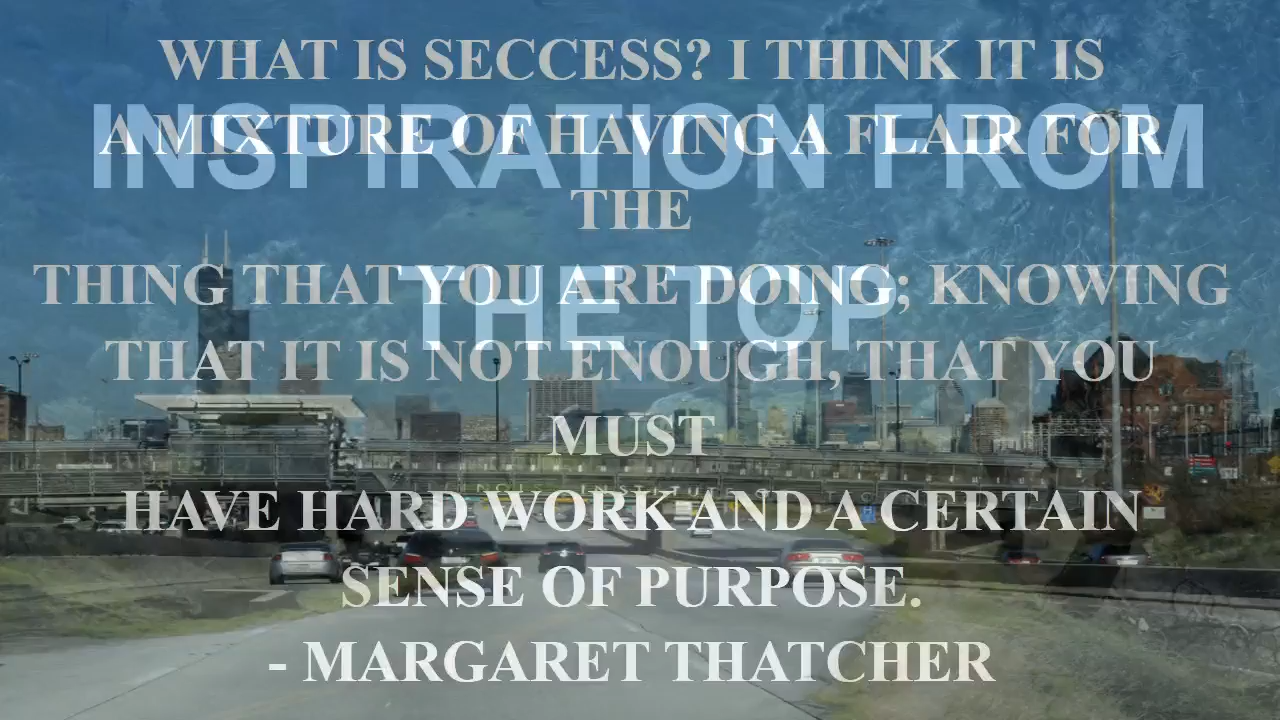 WHAT IS SECCESS? I THINK IT IS
INSPIRATION FROM
A MIXTURE OF HAVING A FLAIR FOR
THE
THE TOP
THING THAT YOU ARE DOING; KNOWING
THAT IT IS NOT ENOUGH, THAT YOU
MUST
HAVE HARD WORK AND A CERTAIN
SENSE OF PURPOSE.
- MARGARET THATCHER